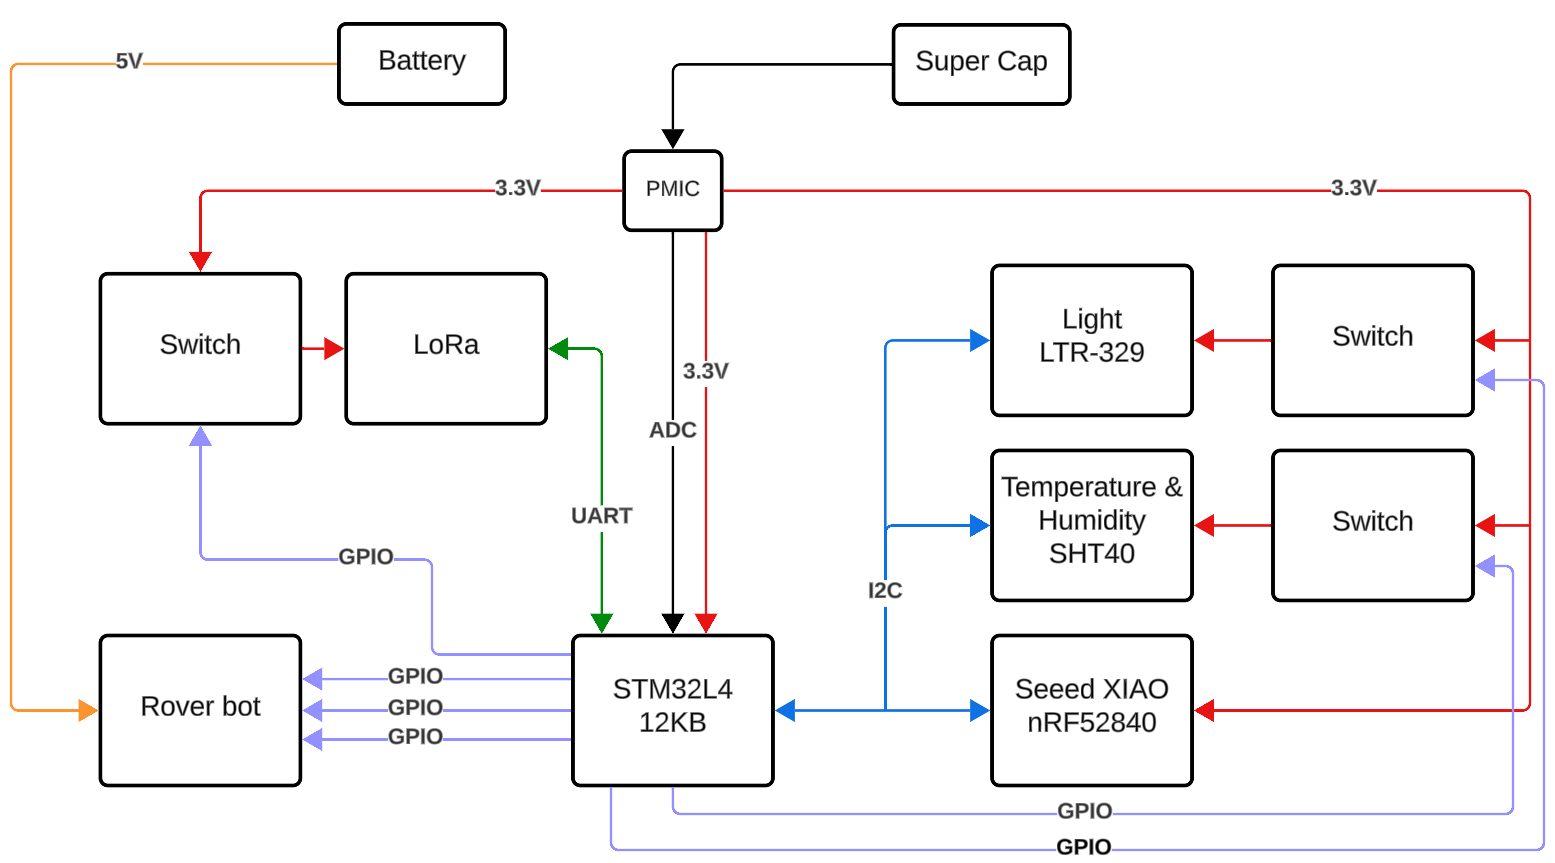 5V
Battery
Super Cap
PMIC
3.3V
3.3V
Switch
LoRa
Light
LTR-329
Switch
3.3V
ADC
UART
Temperature &
Humidity
SHT40
Switch
GPIO
I2C
Rover bot
GPIO
GPIO
GPIO
STM32L4
12KB
Seeed XIAO
nRF52840
GPIO
GPIO